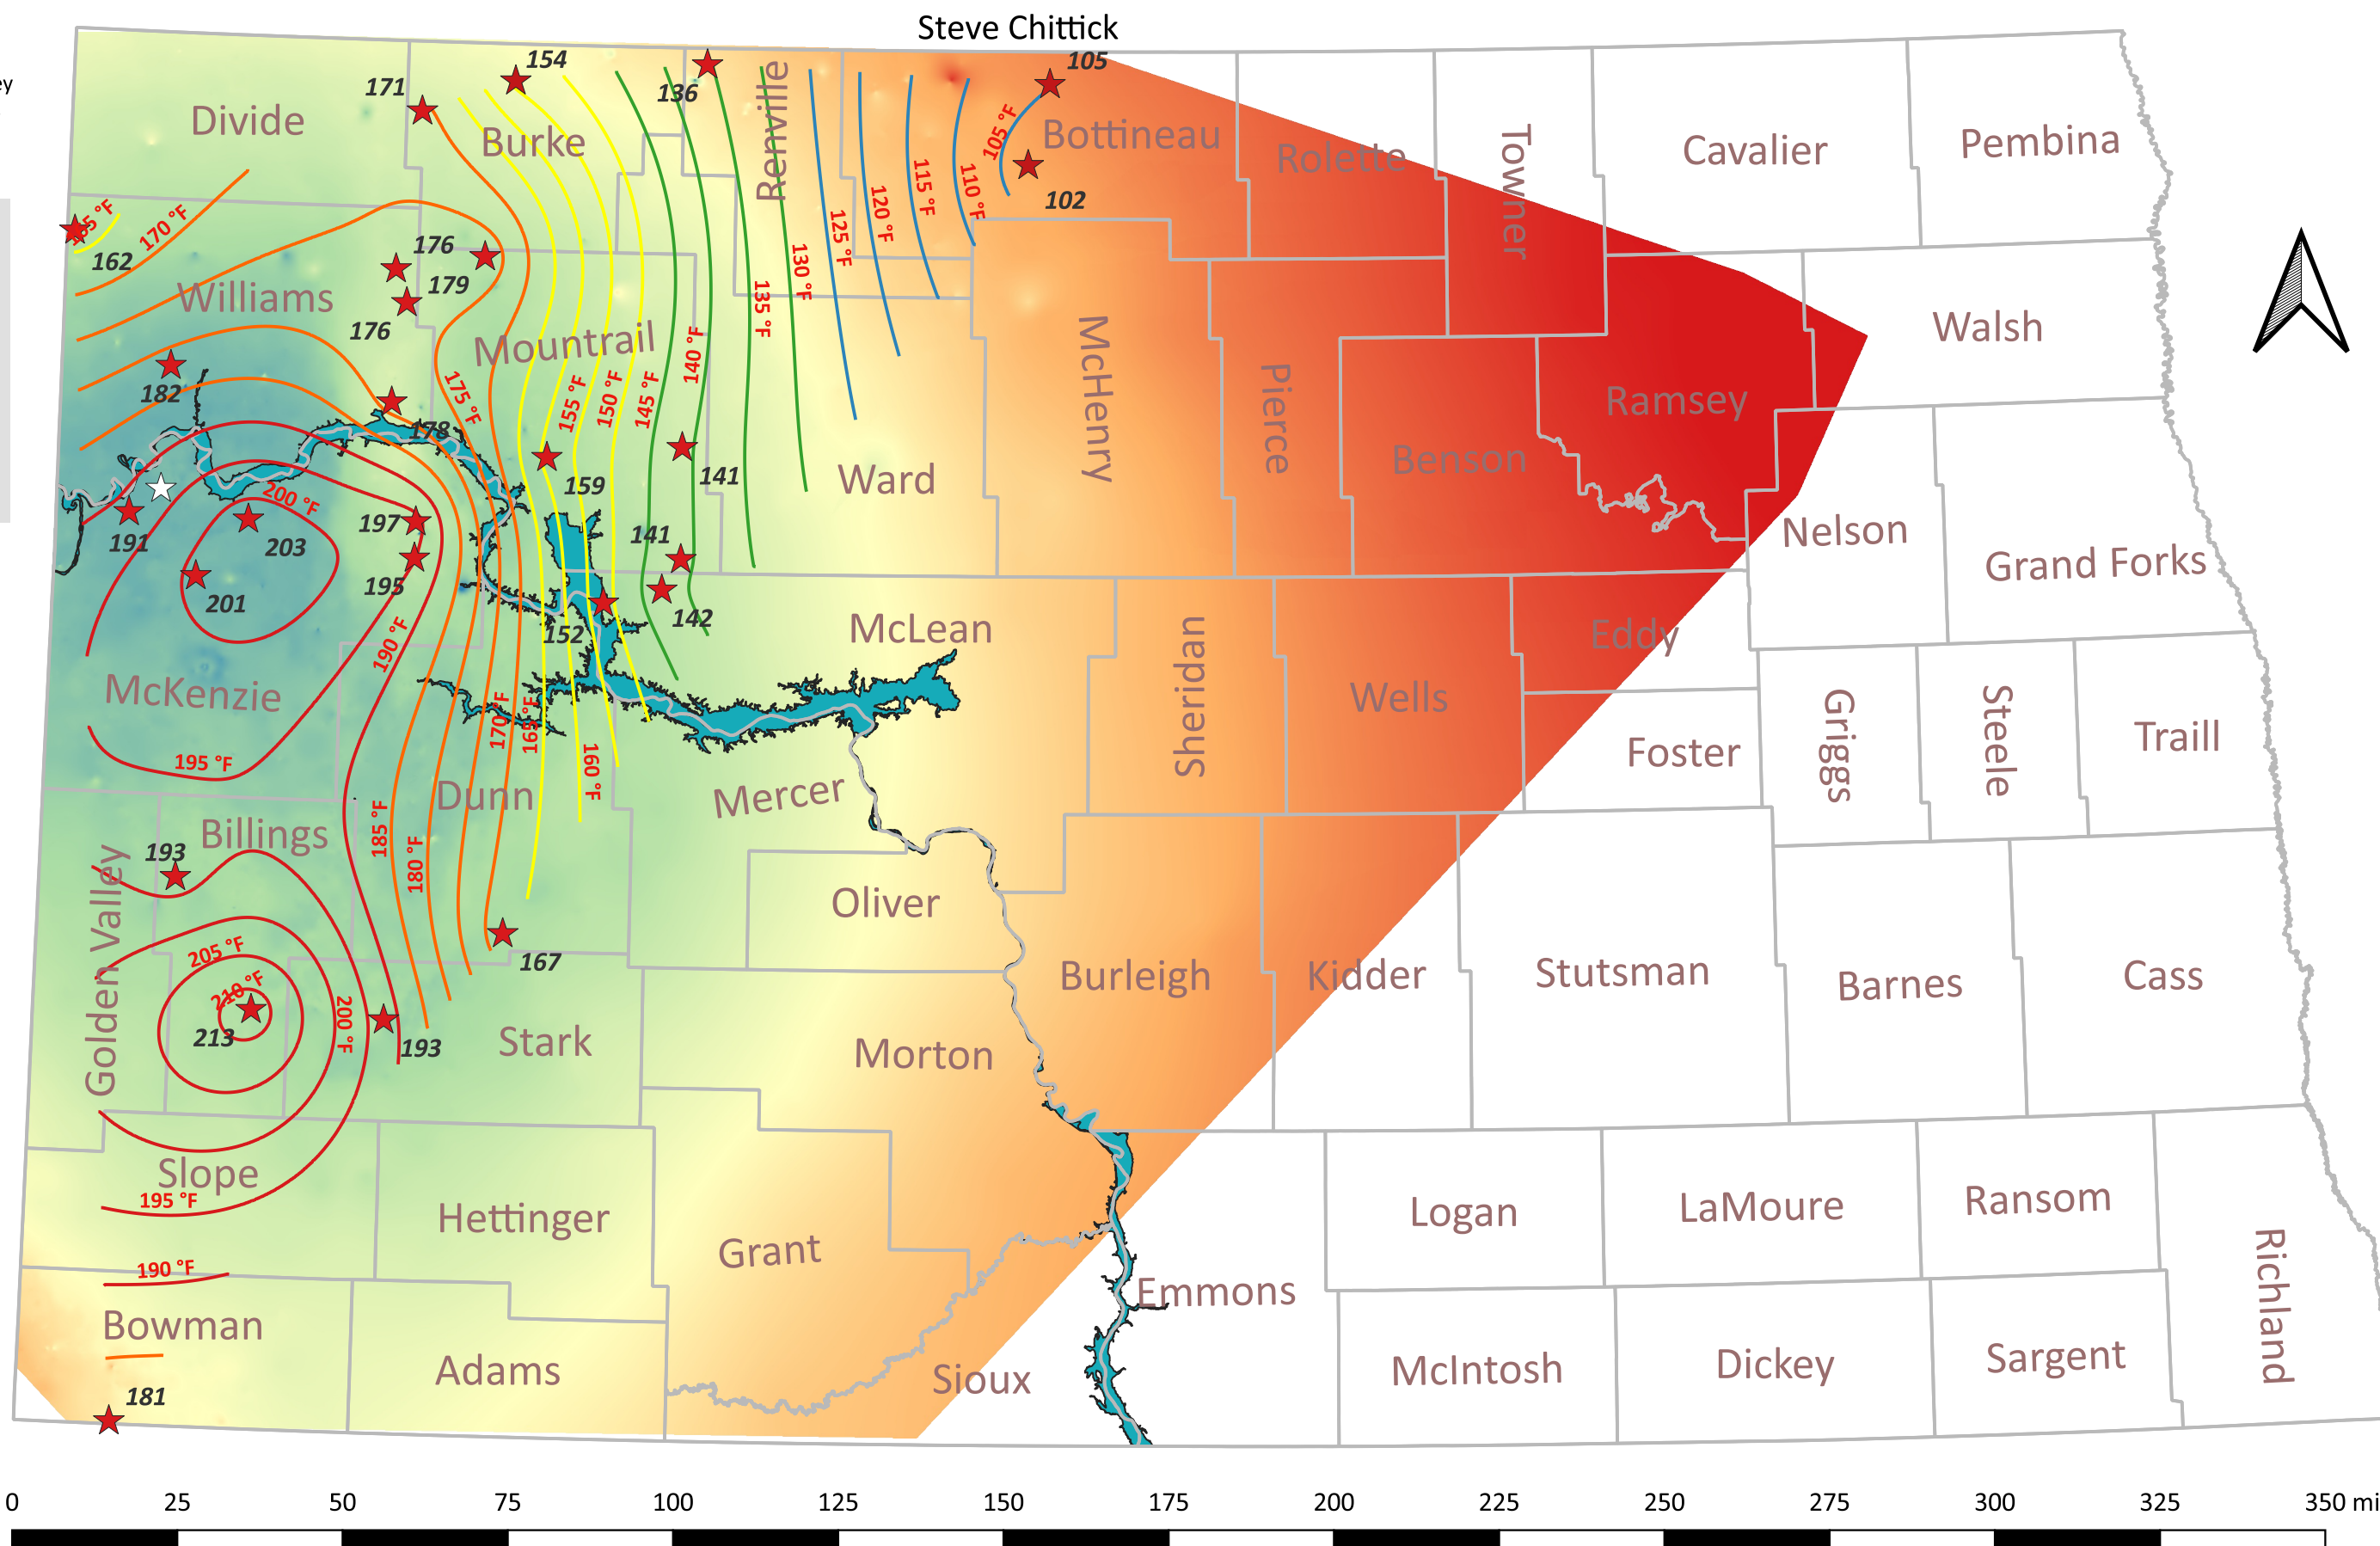 Steve Chittick
ey
154
105
171
136
Divide
Burke
Renville
105 °F
Bottineau
Rolette
Towner
Cavalier
Pembina
102
170 °F
162
115 °F
110 °F
120 °F
125 °F
130 °F
135 °F
176
179
176
Williams
Mountrail
140 °F
McHenry
Pierce
Ramsey
Walsh
182
175 °F
155 °F
150 °F
145 °F
178
159
141
Ward
Benson
Nelson
Grand Forks
200 °F
197
191
203
141
195
201
142
152
McLean
190 °F
Sheridan
Eddy
McKenzie
170 °F
165 °F
160 °F
Wells
Griggs
Steele
Traill
Foster
195 °F
Dunn
Mercer
185 °F
180 °F
Billings
193
Golden Valley
Oliver
205 °F
167
210 °F
Burleigh
Kidder
Stutsman
Barnes
Cass
213
200 °F
193
Stark
Morton
Slope
195 °F
Hettinger
Grant
Logan
LaMoure
Ransom
Richland
190 °F
Emmons
Bowman
Adams
Sioux
McIntosh
Dickey
Sargent
181
0 25 50 75 100 125 150 175 200 225 250 275 300 325 350 mi